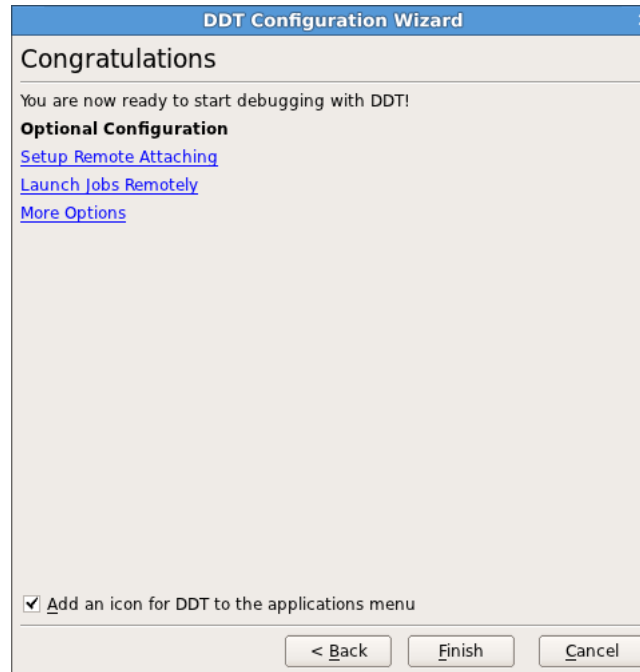 DDT Configuration Wizard
Congratulations
You are now ready to start debugging with DDT!
Optional Configuration
Setup Remote Attaching
Launch Jobs Remotely
More Options
Add an icon for DDT to the applications menu
< Back Finish Cancel